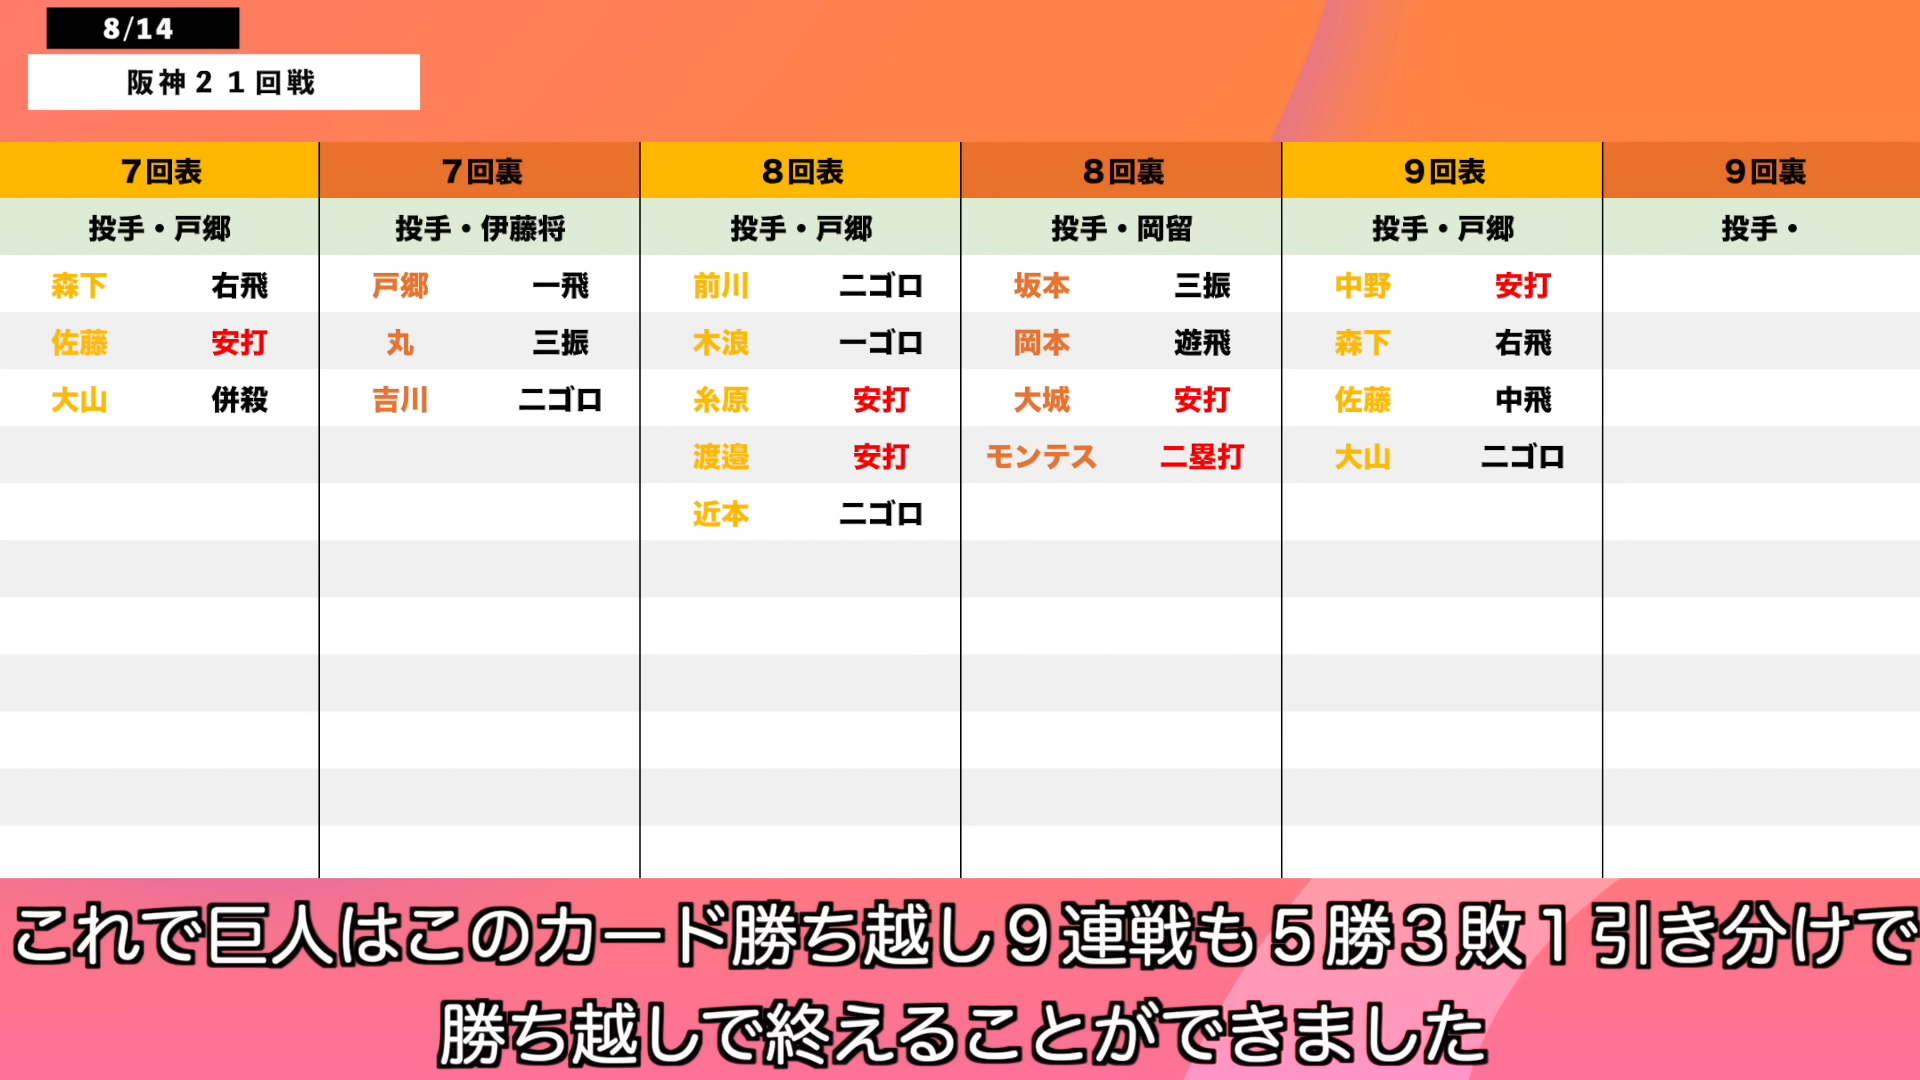 8/14
阪神２１回戦
７回表 ７回裏 ８回表 ８回裏 ９回表 ９回裏
投手・戸郷 投手・伊藤将 投手・戸郷 投手・岡留 投手・戸郷 投手・
森下 右飛 戸郷 一飛 前川 二ゴロ 坂本 三振 中野 安打
佐藤 安打 丸 三振 木浪 一ゴロ 岡本 遊飛 森下 右飛
大山 併殺 吉川 二ゴロ 糸原 安打 大城 安打 佐藤 中飛
渡邉 安打 モンテス 二塁打 大山 二ゴロ
近本 二ゴロ
これで巨人はこのカード勝ち越し９連戦も５勝３敗１引き分けで
勝ち越しで終えることができました